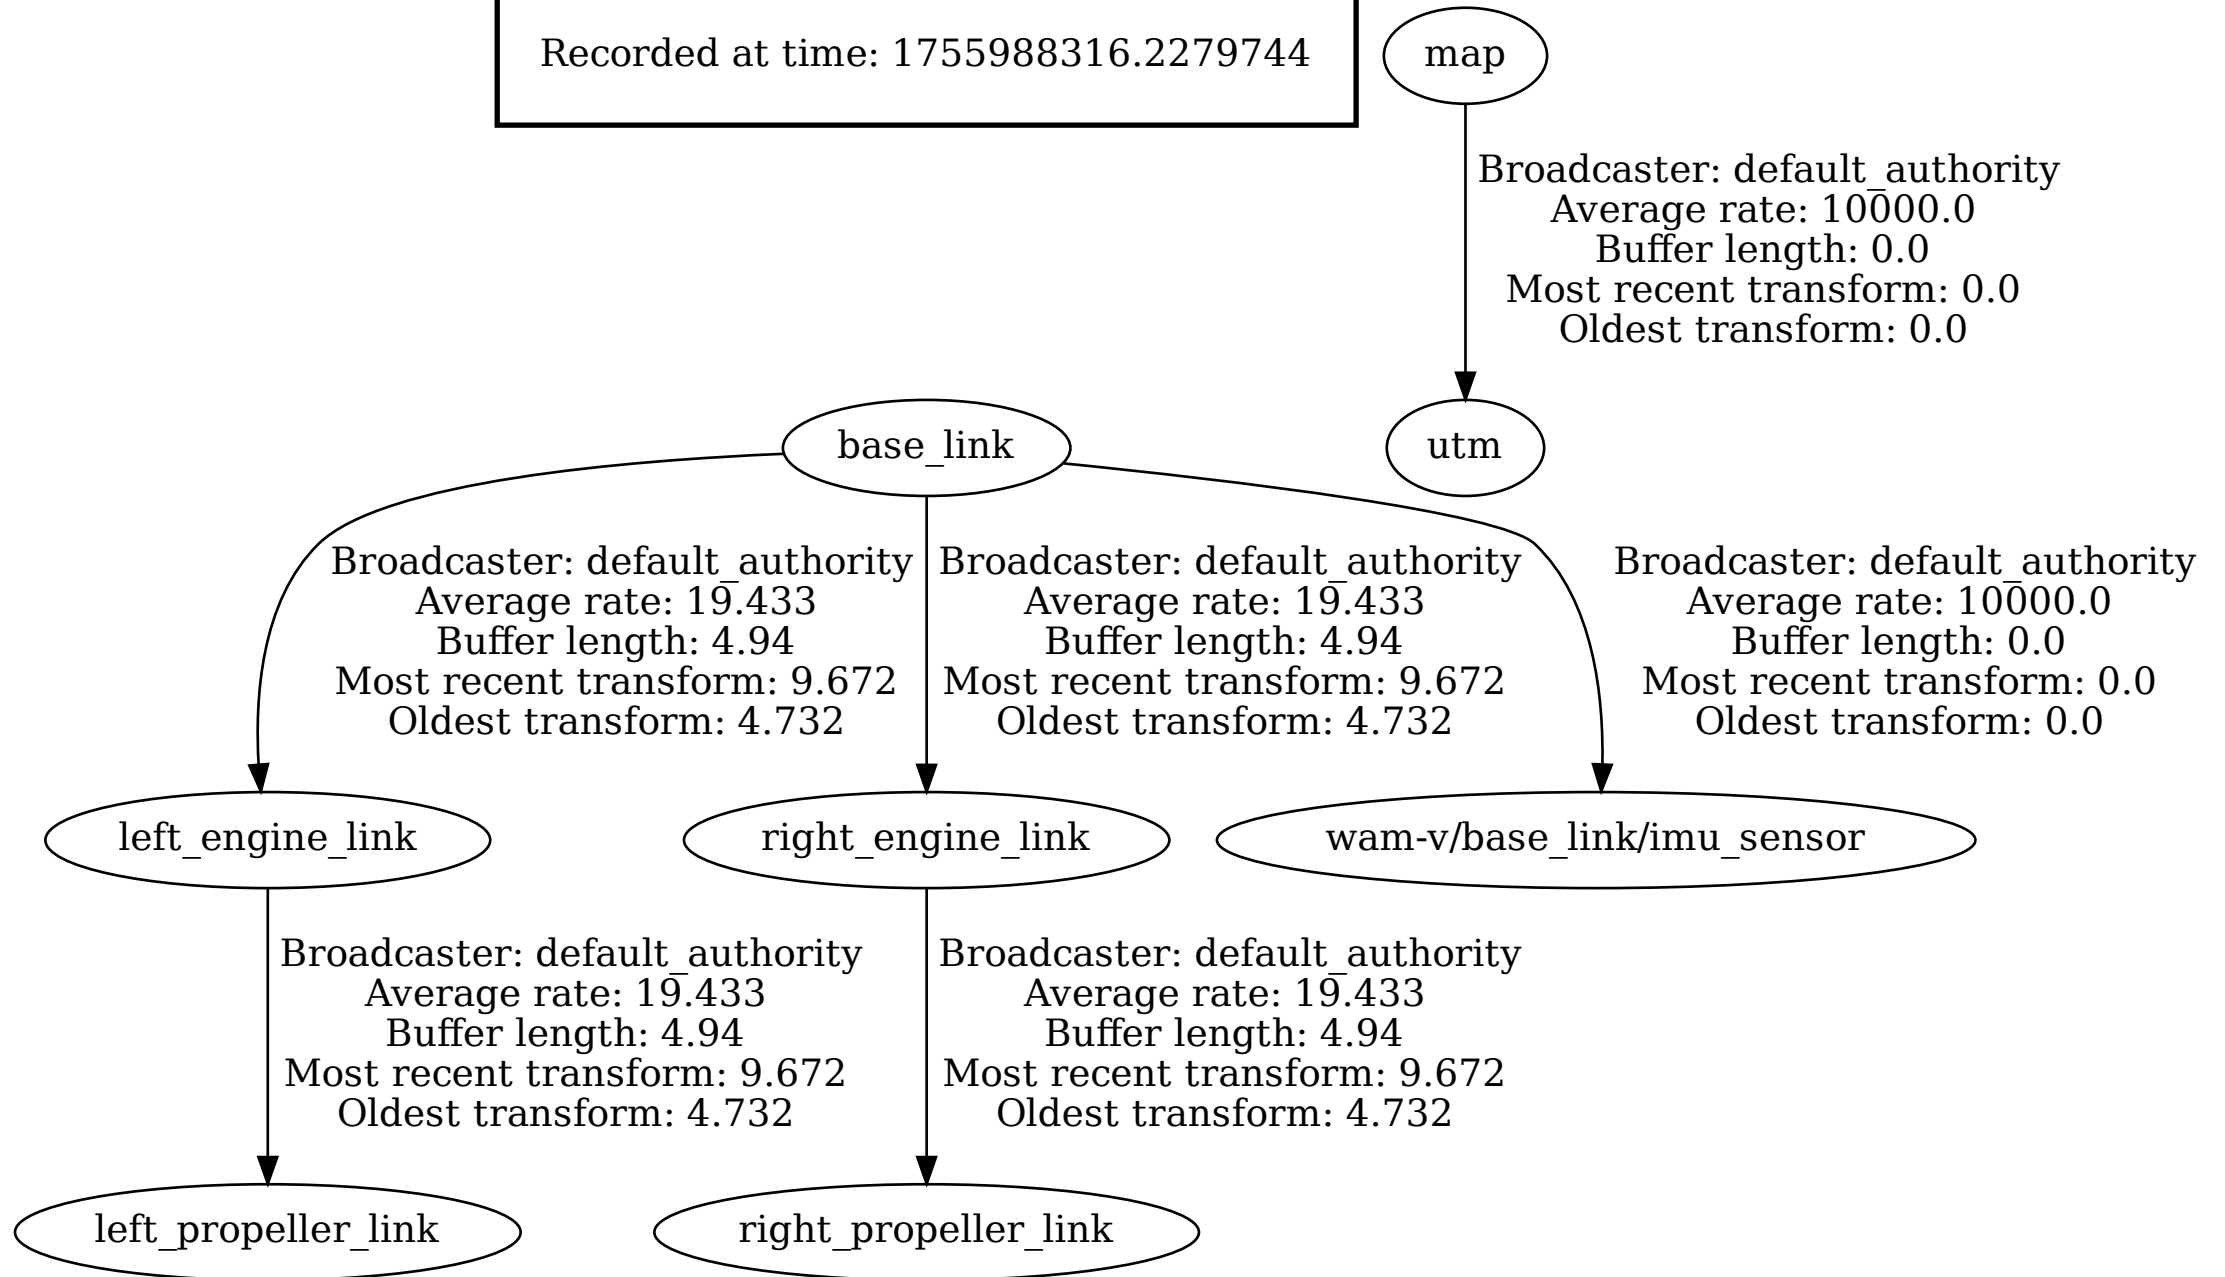 Recorded at time: 1755988316.2279744
map
Broadcaster: default_authority
Average rate: 10000.0
Buffer length: 0.0
Most recent transform: 0.0
Oldest transform: 0.0
base_link
utm
Broadcaster: default_authority
Average rate: 19.433
Buffer length: 4.94
Most recent transform: 9.672
Oldest transform: 4.732
Broadcaster: default_authority
Average rate: 19.433
Buffer length: 4.94
Most recent transform: 9.672
Oldest transform: 4.732
Broadcaster: default_authority
Average rate: 10000.0
Buffer length: 0.0
Most recent transform: 0.0
Oldest transform: 0.0
left_engine_link
right_engine_link
wam-v/base_link/imu_sensor
Broadcaster: default_authority
Average rate: 19.433
Buffer length: 4.94
Most recent transform: 9.672
Oldest transform: 4.732
Broadcaster: default_authority
Average rate: 19.433
Buffer length: 4.94
Most recent transform: 9.672
Oldest transform: 4.732
left_propeller_link
right_propeller_link